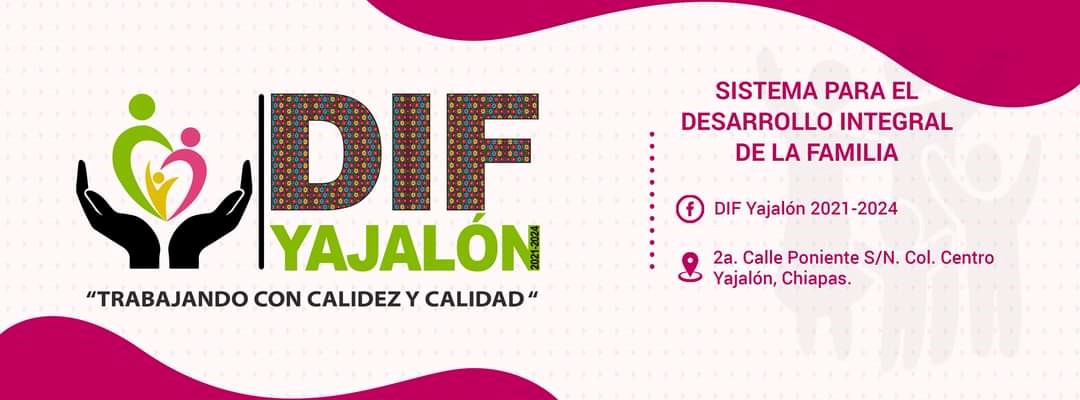 DIF
YAJALÓN
2021-2024
“TRABAJANDO CON CALIDEZ Y CALIDAD “
SISTEMA PARA EL
DESARROLLO INTEGRAL
DE LA FAMILIA
DIF Yajalón 2021-2024
2a. Calle Poniente S/N. Col. Centro
Yajalón, Chiapas.